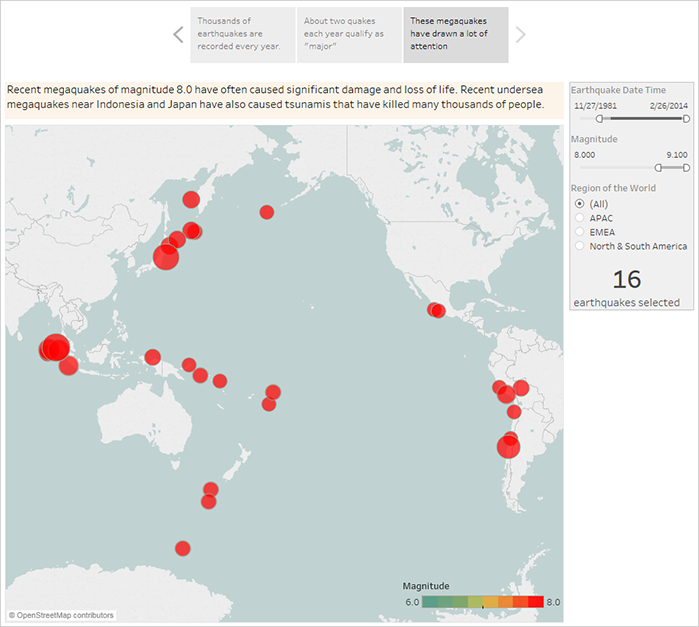 Thousands of
earthquakes are
recorded every year.
About two quakes
each year qualify as
"major"
These megaquakes
have drawn a lot of
attention
Recent megaquakes of magnitude 8.0 have often caused significant damage and loss of life. Recent undersea
megaquakes near Indonesia and Japan have also caused tsunamis that have killed many thousands of people.
Earthquake Date Time
11/27/1981 2/26/2014
Magnitude
8.000 9.100
Region of the World
(All)
APAC
EMEA
North & South America
16
earthquakes selected
Magnitude
6.0 8.0
© OpenStreetMap contributors